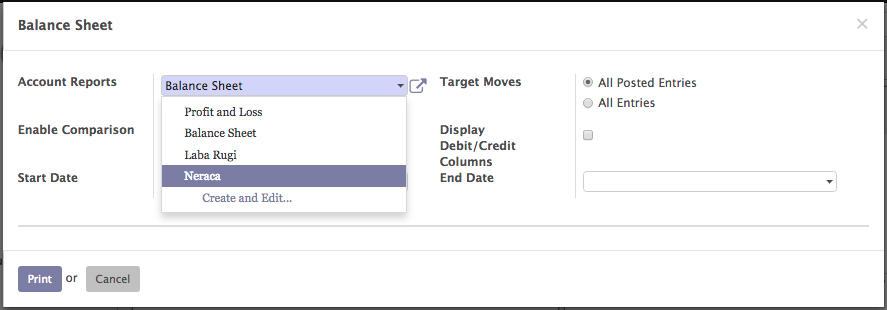 Balance Sheet
Account Reports
Balance Sheet
Profit and Loss
Balance Sheet
Laba Rugi
Neraca
Create and Edit...
Enable Comparison
Start Date
Target Moves
All Posted Entries
All Entries
Display
Debit/Credit
Columns
End Date
Print or Cancel